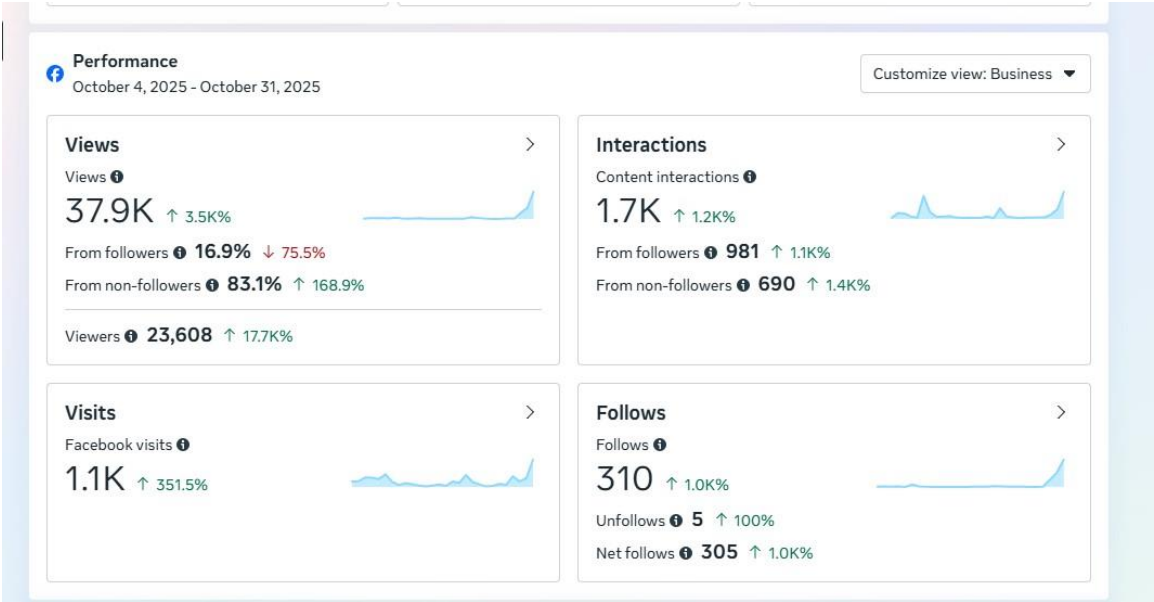 Performance
October 4, 2025 - October 31, 2025
Customize view: Business
Views
Views
37.9K ↑ 3.5K%
From followers 16.9% ↓ 75.5%
From non-followers 83.1% ↑ 168.9%
Viewers 23,608 ↑ 17.7K%
Interactions
Content interactions
1.7K ↑ 1.2K%
From followers 981 ↑ 1.1K%
From non-followers 690 ↑ 1.4K%
Visits
Facebook visits
1.1K ↑ 351.5%
Follows
Follows
310 ↑ 1.0K%
Unfollows 5 ↑ 100%
Net follows 305 ↑ 1.0K%